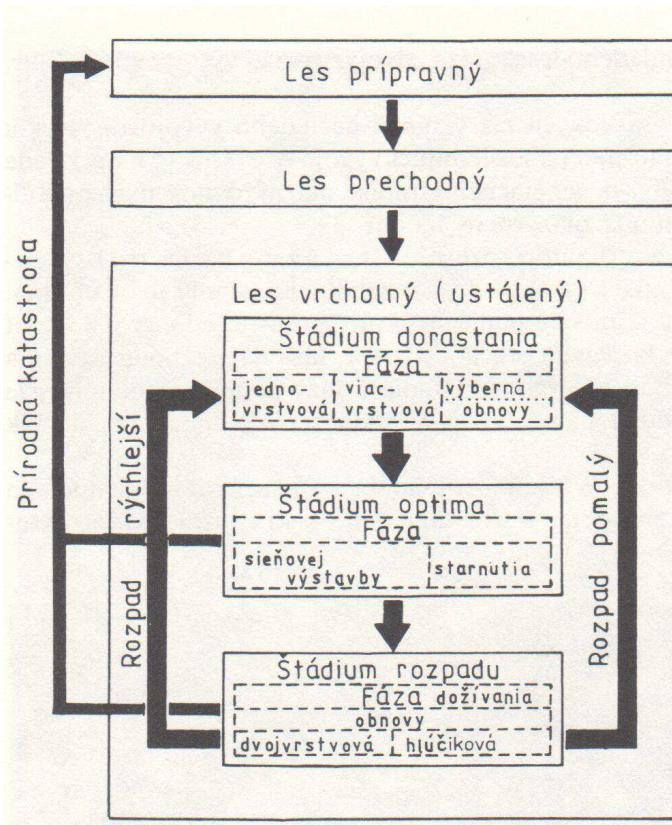 Les prípravný
Les prechodný
Les vrcholný (ustálený)
Štádium dorastania
Fáza
jedno-
vrstvová
viac-
vrstvová
výberná
obnovy
Štádium optima
Fáza
sieňovej
výstavby
starnutia
Štádium rozpadu
Fáza dožívania
obnovy
dvojvrstvová
hlúčiková
Prírodná katastrofa
Rozpad rýchlejší
Rozpad pomalý